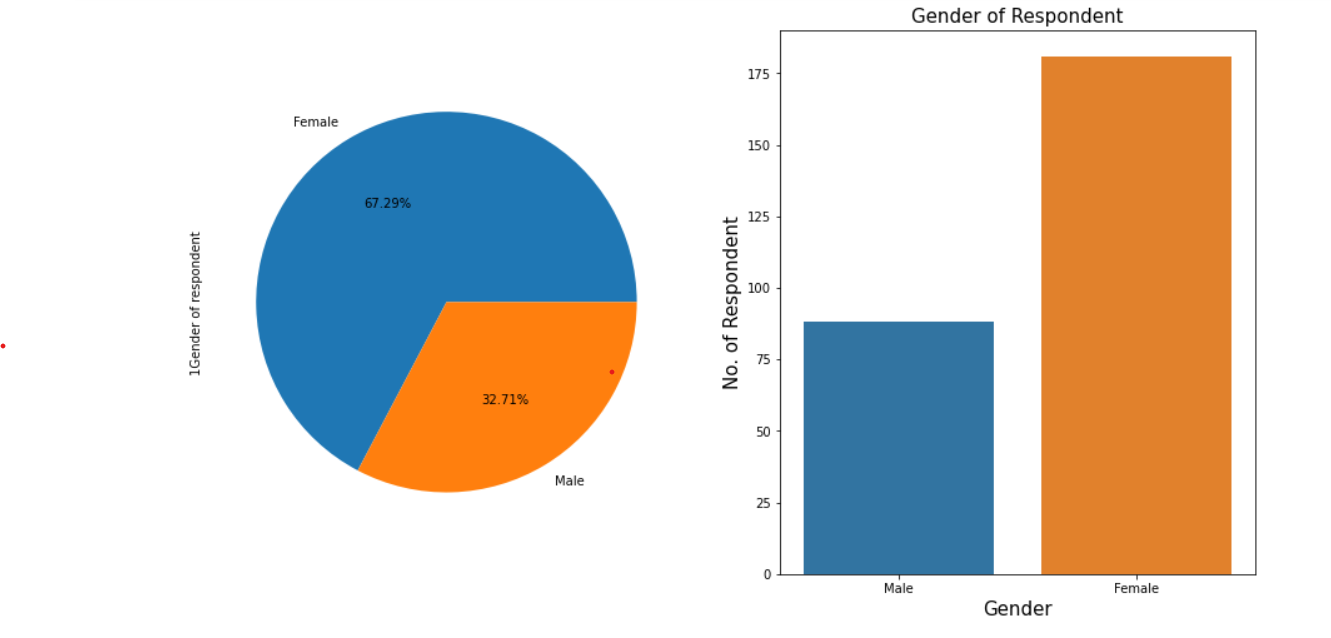 Female
67.29%
1Gender of respondent
32.71%
Male
Gender of Respondent
175
150
125
100
75
50
25
0
No. of Respondent
Male
Female
Gender